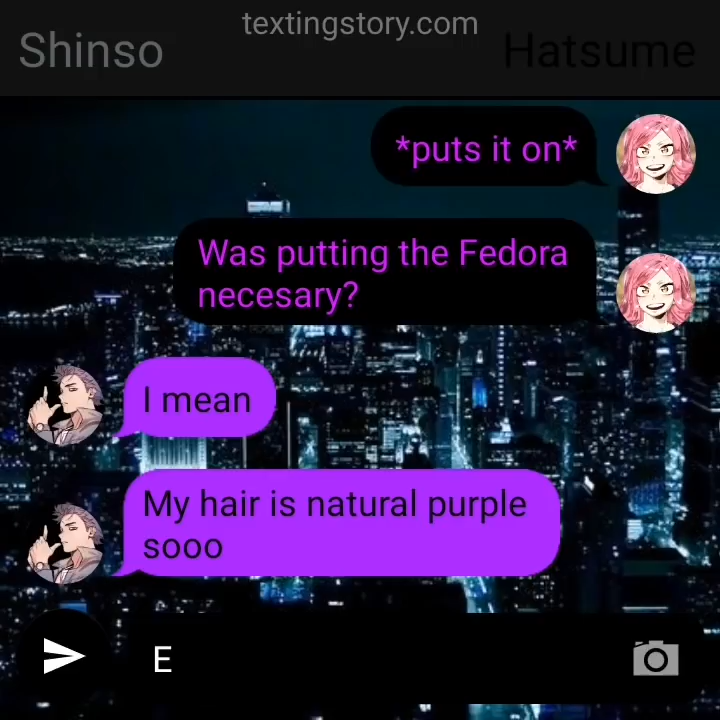 textingstory.com
Shinso
Hatsume
*puts it on*
Was putting the Fedora
necesary?
I mean
My hair is natural purple
sooo
E